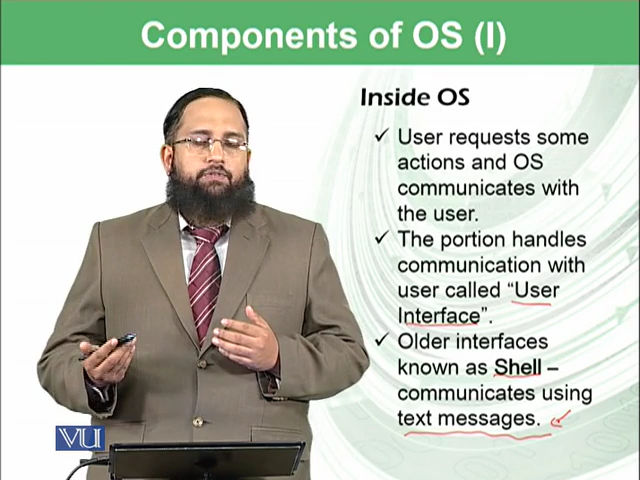 Components of OS (I)
Inside OS
✓ User requests some
actions and OS
communicates with
the user.
✓ The portion handles
communication with
user called “User
Interface”.
✓ Older interfaces
known as Shell –
communicates using
text messages.
VU